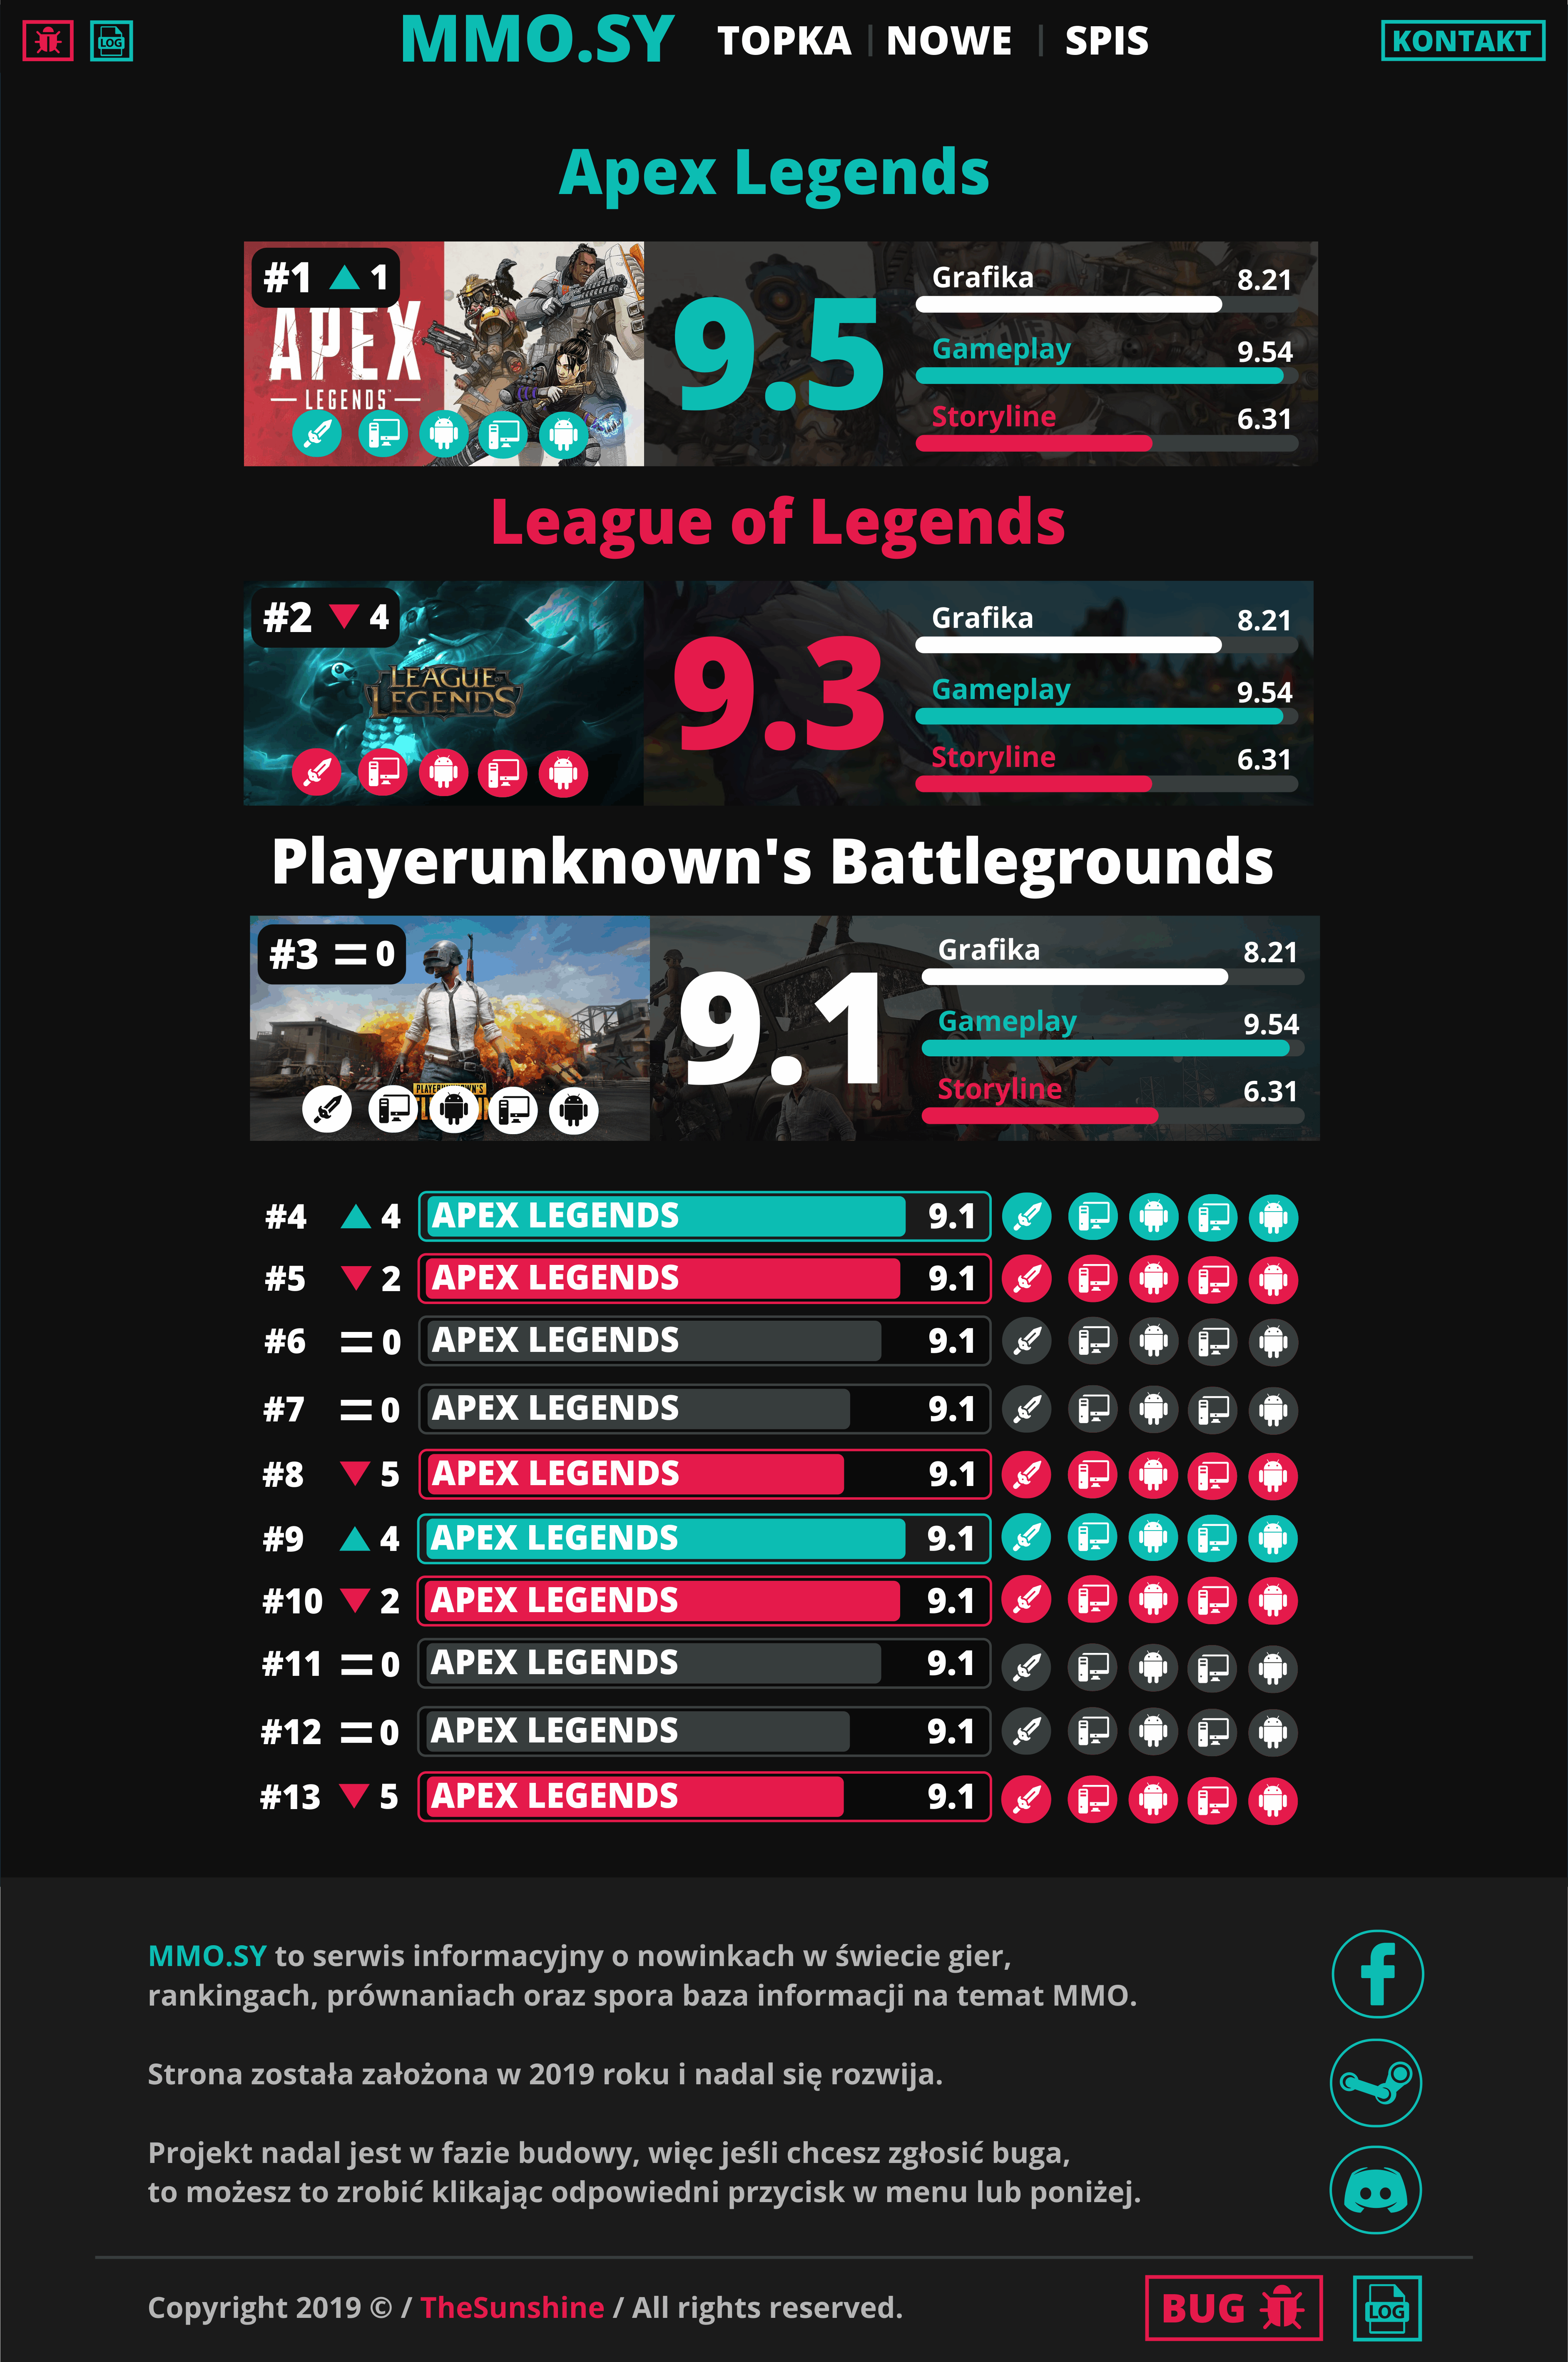 LOG
MMO.SY TOPKA | NOWE | SPIS
KONTAKT
Apex Legends
#1 ▲ 1
APEX
LEGENDS
9.5
Grafika 8.21
Gameplay 9.54
Storyline 6.31
League of Legends
#2 ▼ 4
LEAGUE
LEGENDS
9.3
Grafika 8.21
Gameplay 9.54
Storyline 6.31
Playerunknown's Battlegrounds
#3 = 0
PLAYERUNKNOWN'S
9.1
Grafika 8.21
Gameplay 9.54
Storyline 6.31
#4 ▲ 4 APEX LEGENDS 9.1
#5 ▼ 2 APEX LEGENDS 9.1
#6 = 0 APEX LEGENDS 9.1
#7 = 0 APEX LEGENDS 9.1
#8 ▼ 5 APEX LEGENDS 9.1
#9 ▲ 4 APEX LEGENDS 9.1
#10 ▼ 2 APEX LEGENDS 9.1
#11 = 0 APEX LEGENDS 9.1
#12 = 0 APEX LEGENDS 9.1
#13 ▼ 5 APEX LEGENDS 9.1
MMO.SY to serwis informacyjny o nowinkach w świecie gier,
rankingach, prównaniach oraz spora baza informacji na temat MMO.
Strona została założona w 2019 roku i nadal się rozwija.
Projekt nadal jest w fazie budowy, więc jeśli chcesz zgłosić buga,
to możesz to zrobić klikając odpowiedni przycisk w menu lub poniżej.
Copyright 2019 © / TheSunshine / All rights reserved.
BUG
LOG